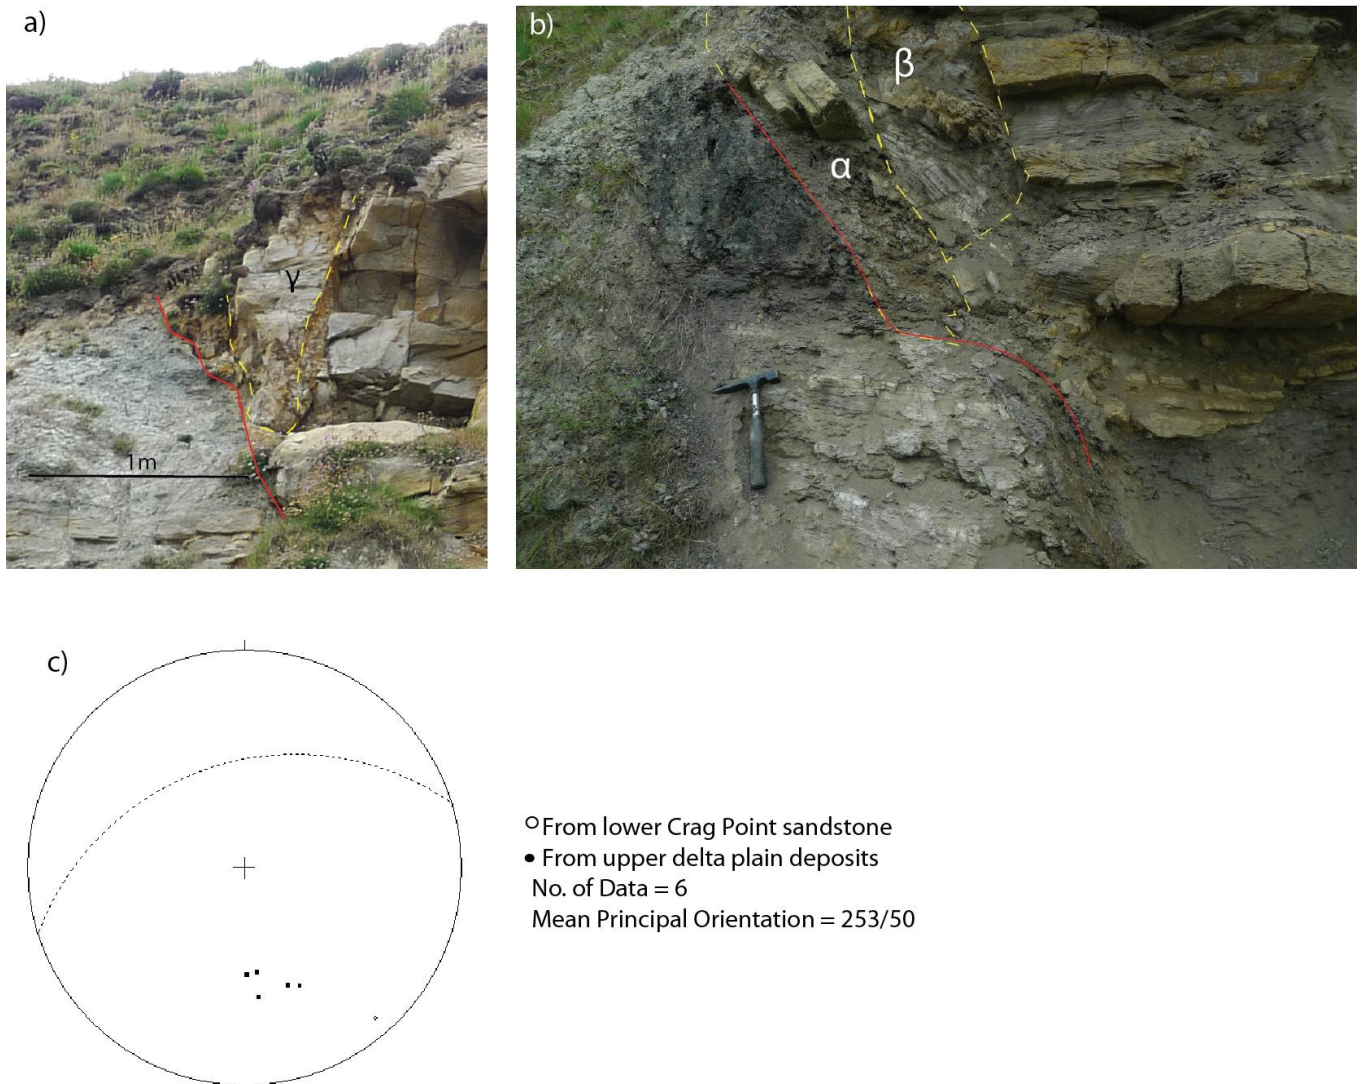 a)
γ
1m
b)
β
α
c)
From lower Crag Point sandstone
From upper delta plain deposits
No. of Data = 6
Mean Principal Orientation = 253/50